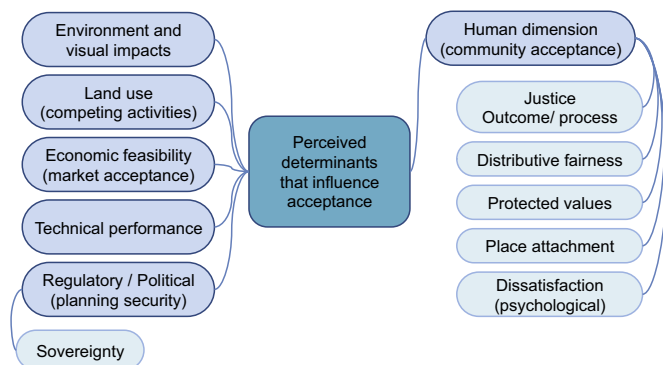 Environment and
visual impacts
Land use
(competing activities)
Economic feasibility
(market acceptance)
Technical performance
Regulatory / Political
(planning security)
Sovereignty
Perceived
determinants
that influence
acceptance
Human dimension
(community acceptance)
Justice
Outcome/ process
Distributive fairness
Protected values
Place attachment
Dissatisfaction
(psychological)